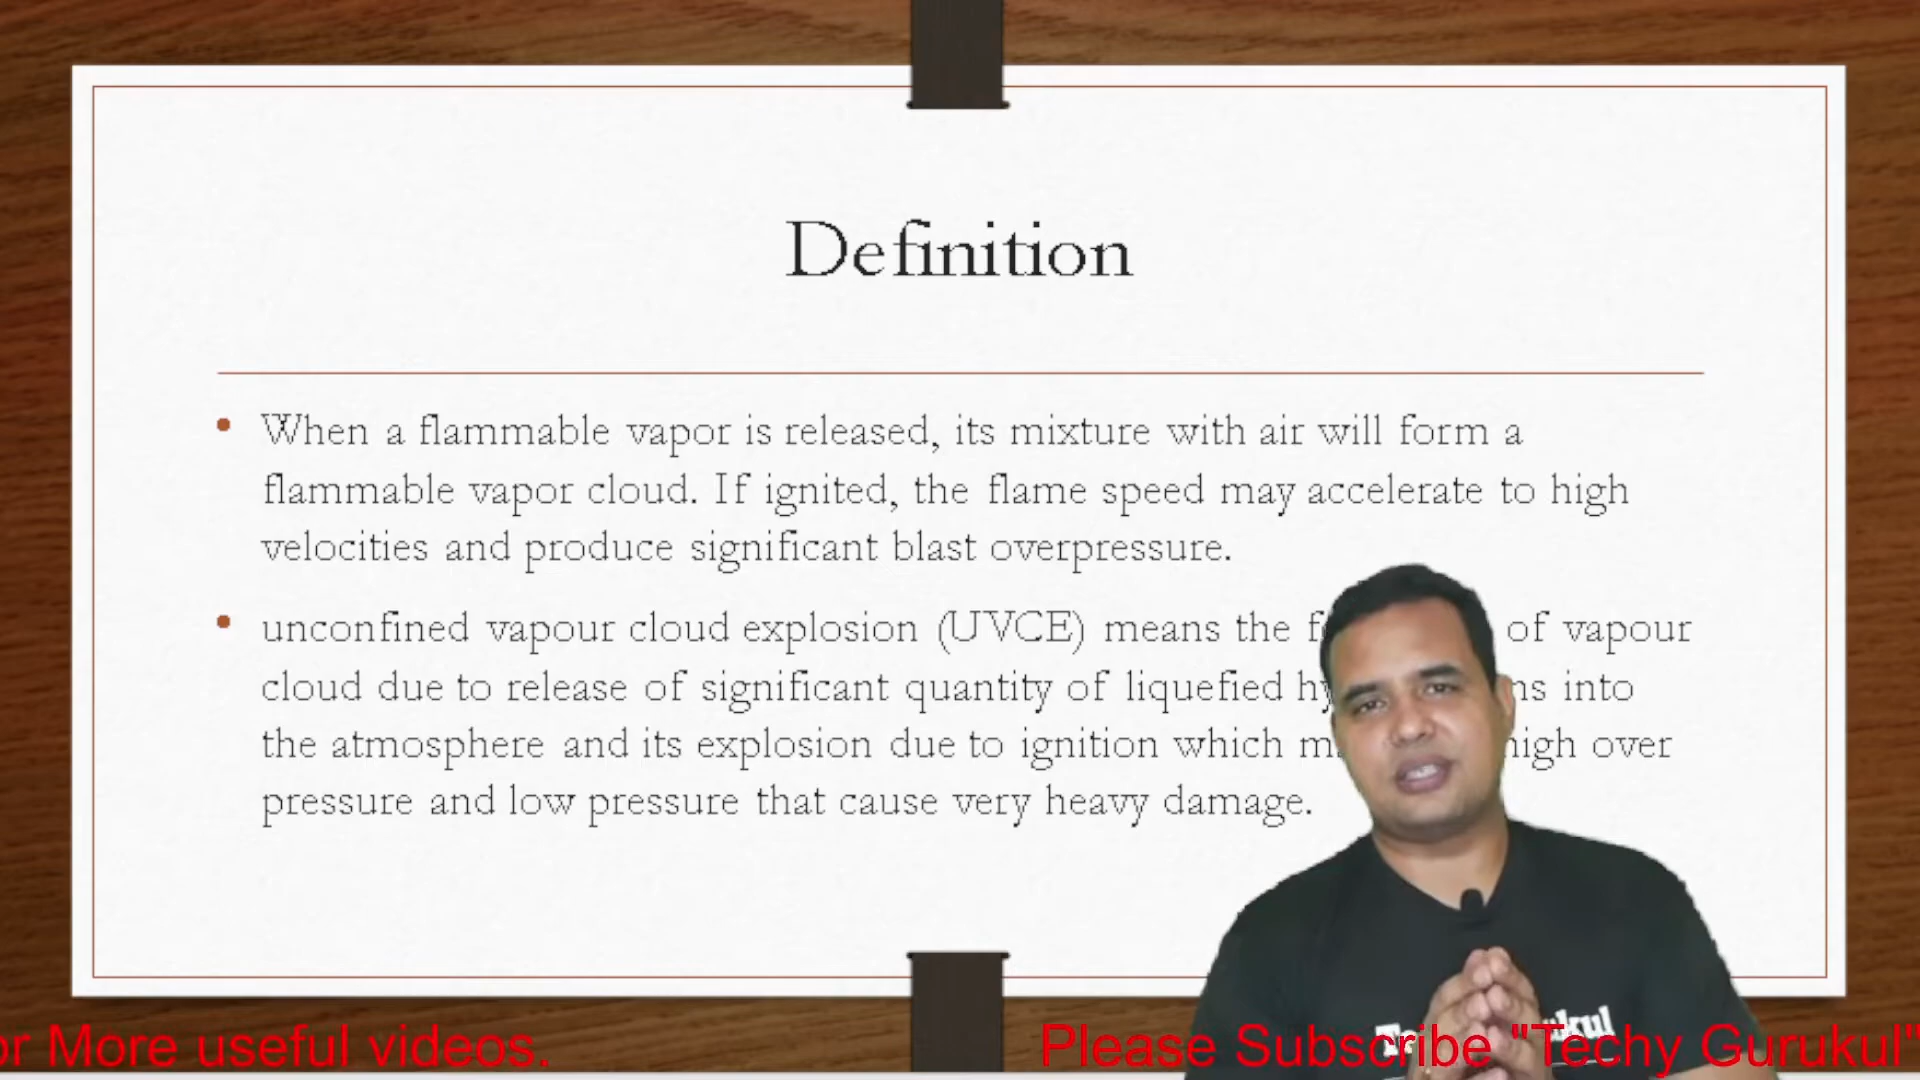 Definition
• When a flammable vapor is released, its mixture with air will form a
flammable vapor cloud. If ignited, the flame speed may accelerate to high
velocities and produce significant blast overpressure.
• unconfined vapour cloud explosion (UVCE) means the of vapour
cloud due to release of significant quantity of liquefied into
the atmosphere and its explosion due to ignition which high over
pressure and low pressure that cause very heavy damage.
or More useful videos. Please Subscribe "Techy Gurukul"